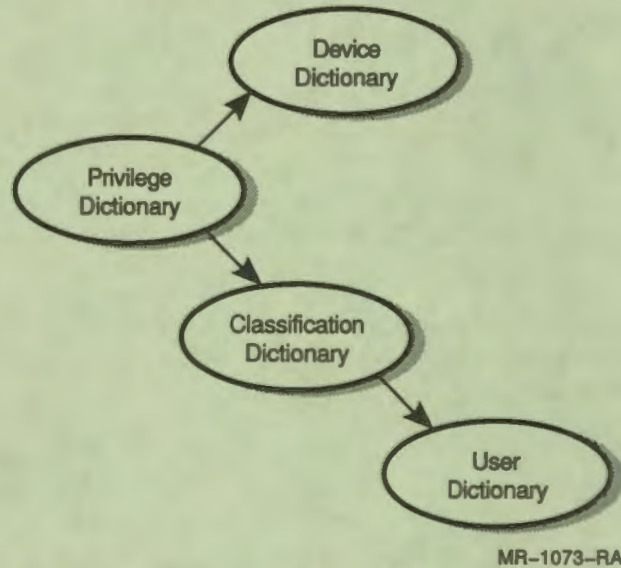 Device
Dictionary
Privilege
Dictionary
Classification
Dictionary
User
Dictionary
MR-1073-RA